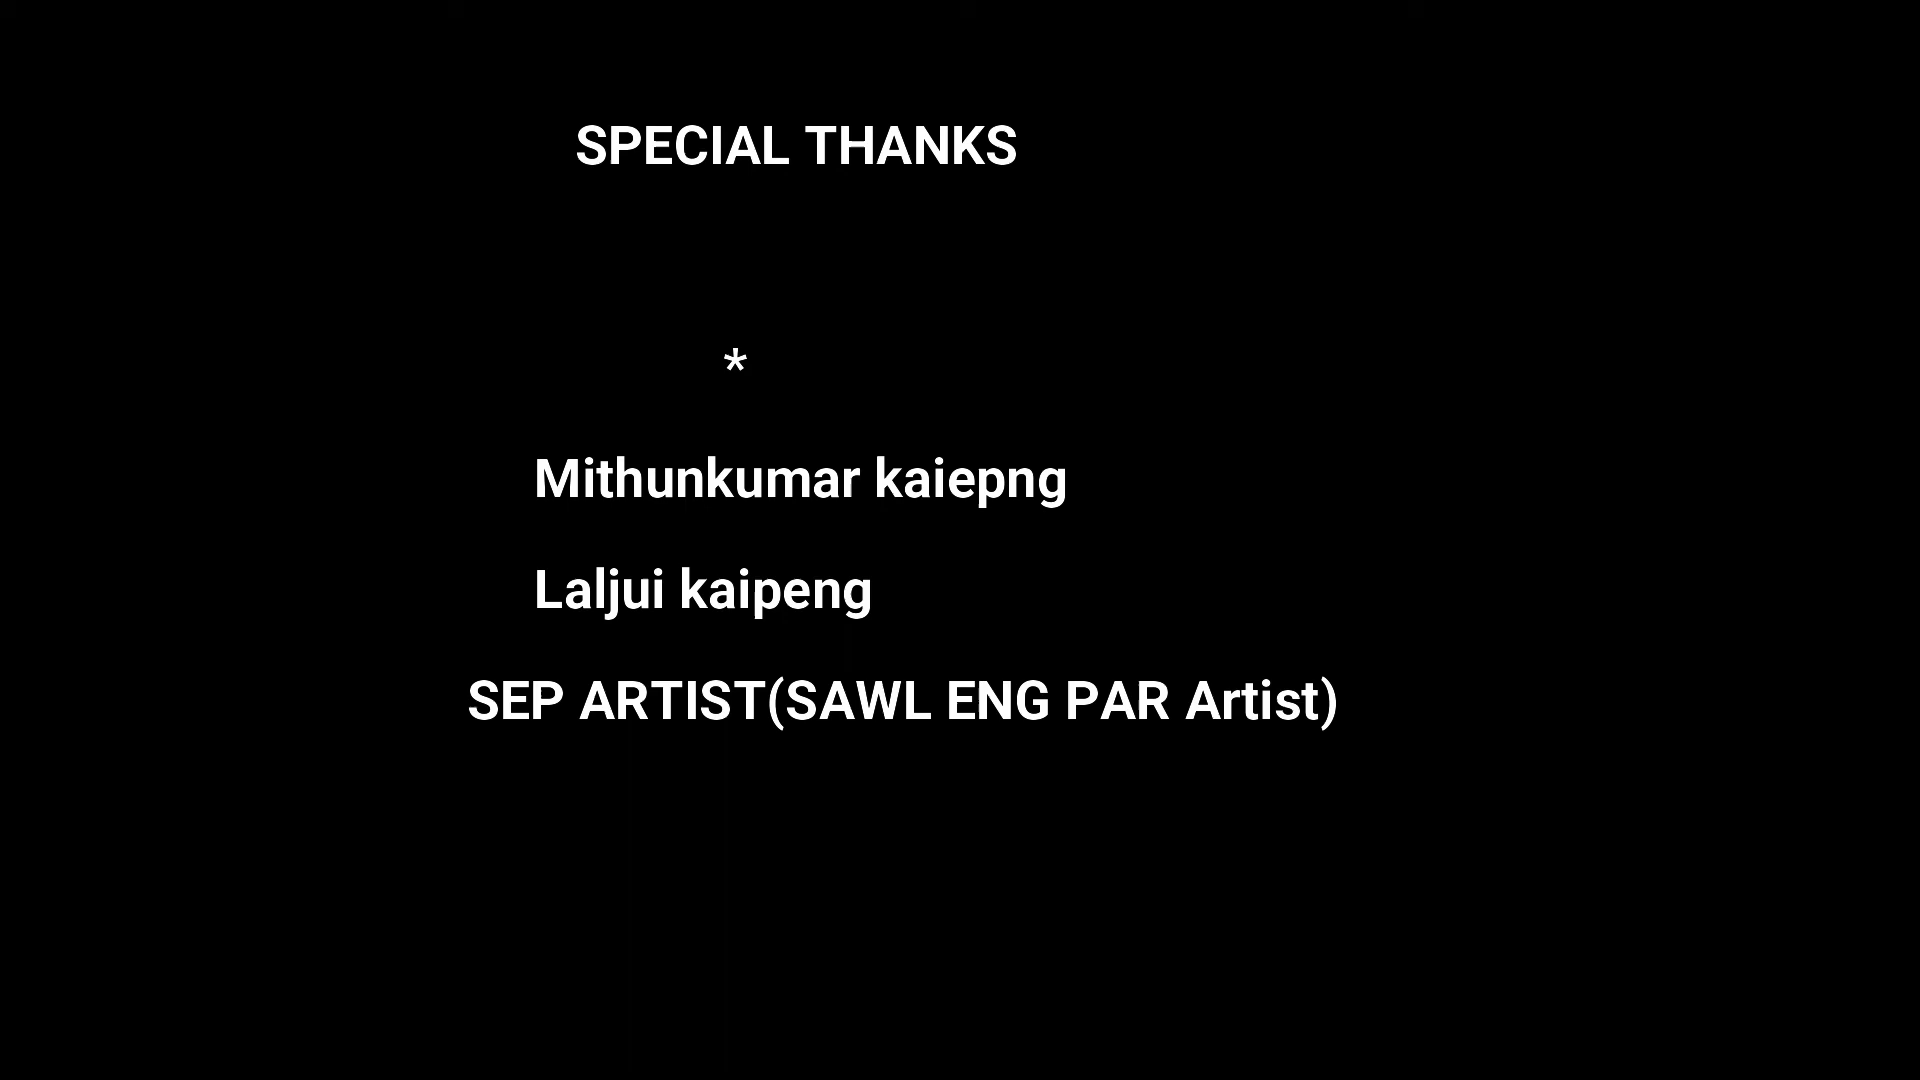 SPECIAL THANKS
*
Mithunkumar kaiepng
Laljui kaipeng
SEP ARTIST(SAWL ENG PAR Artist)